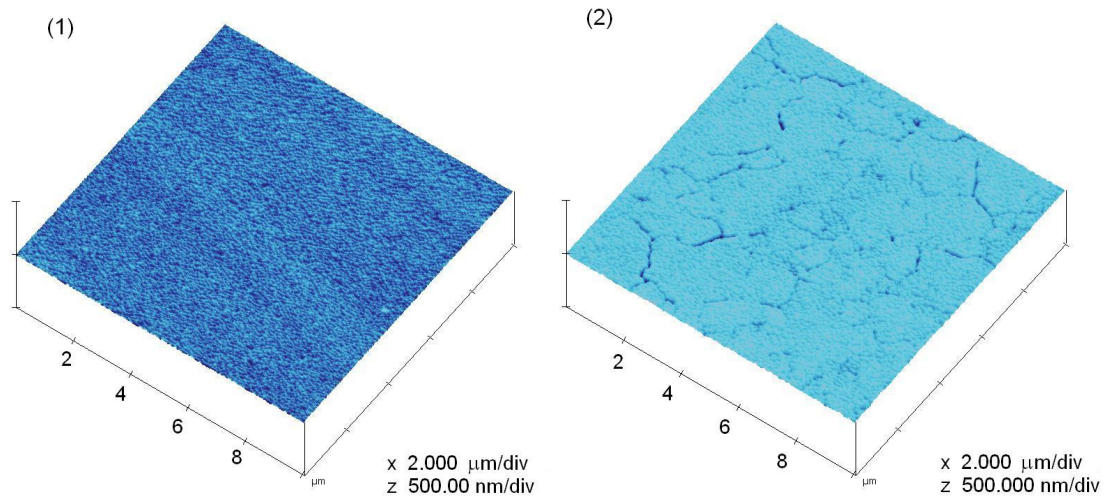 (1)
2
4
6
8
µm
x 2.000 µm/div
z 500.00 nm/div
(2)
2
4
6
8
µm
x 2.000 µm/div
z 500.000 nm/div